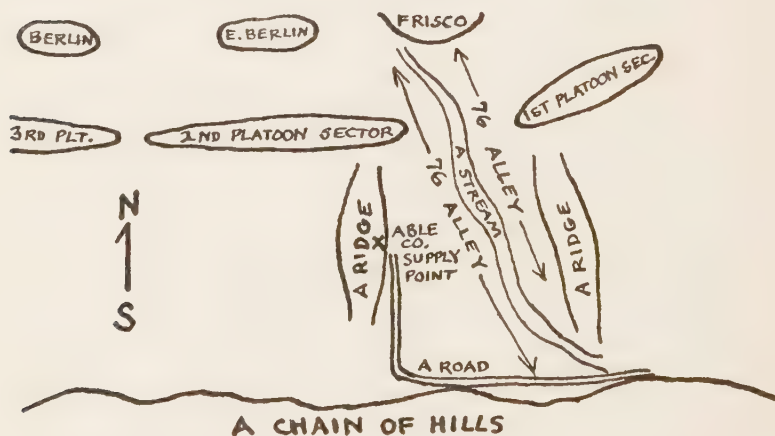 FRISCO
BERLIN
E. BERLIN
1ST PLATOON SEC.
3RD PLT.
2ND PLATOON SECTOR
76 ALLEY
76 ALLEY
A STREAM
N
S
A RIDGE
X
ABLE
CO.
SUPPLY
POINT
A RIDGE
A ROAD
A CHAIN OF HILLS